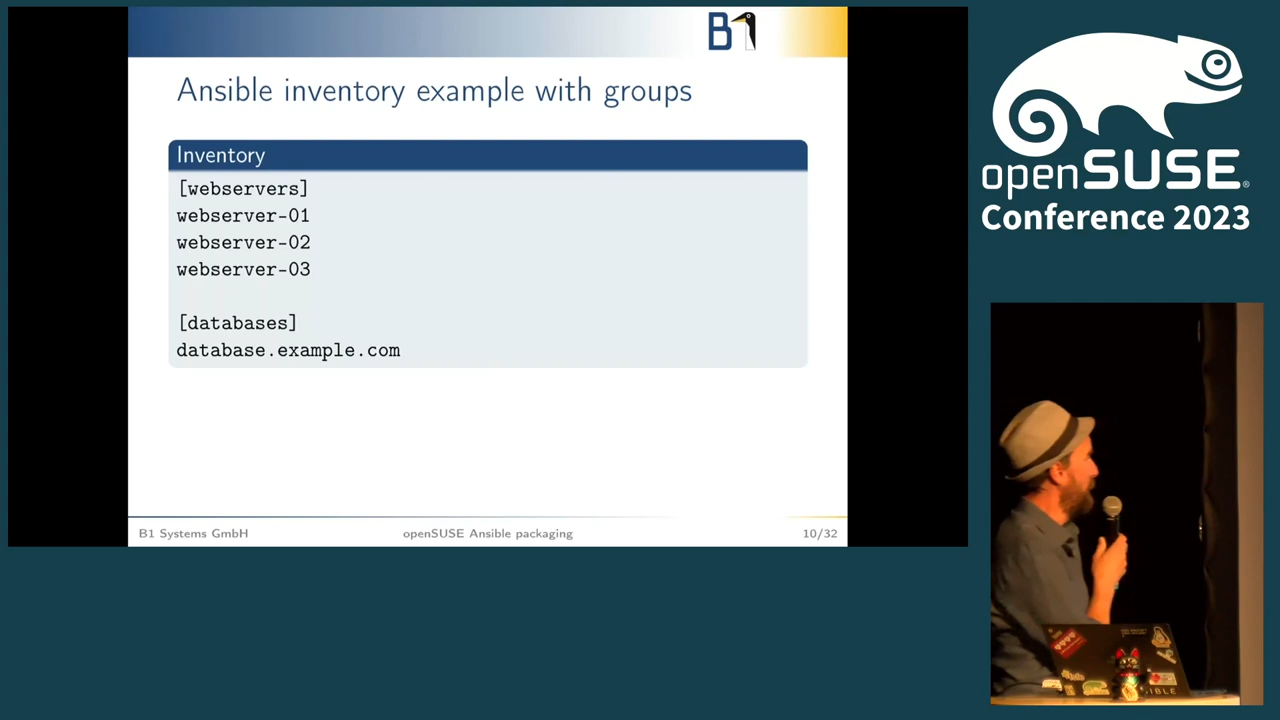 B1
Ansible inventory example with groups
Inventory
[webservers]
webserver-01
webserver-02
webserver-03
[databases]
database.example.com
B1 Systems GmbH
openSUSE Ansible packaging
10/32
openSUSE®
Conference 2023